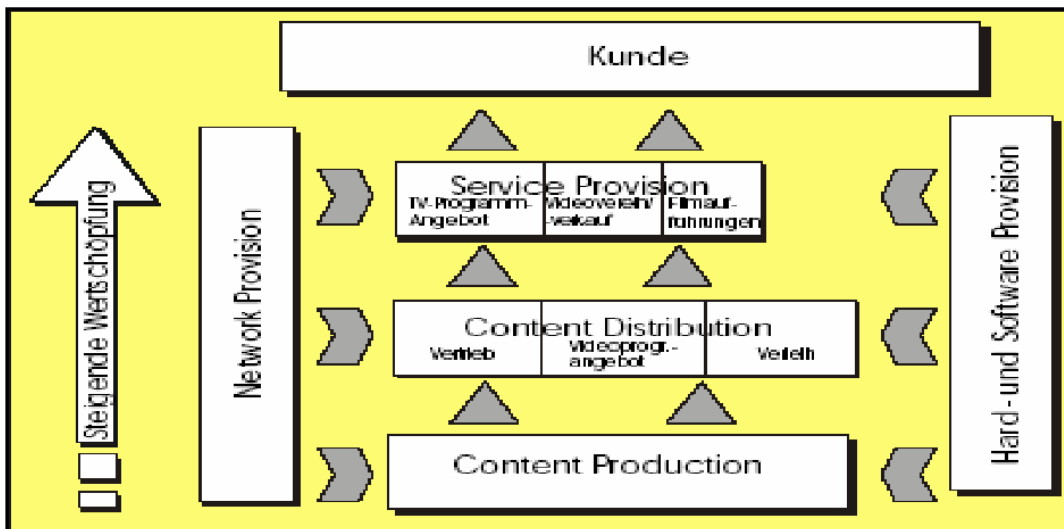 Kunde
Steigende Wertschöpfung
Network Provision
Service Provision
TV-Programm-
Angebot
Videoverleih/
-verkauf
Filmauf-
führungen
Hard- und Software Provision
Content Distribution
Vertrieb
Videoprogr.-
angebot
Verleih
Content Production